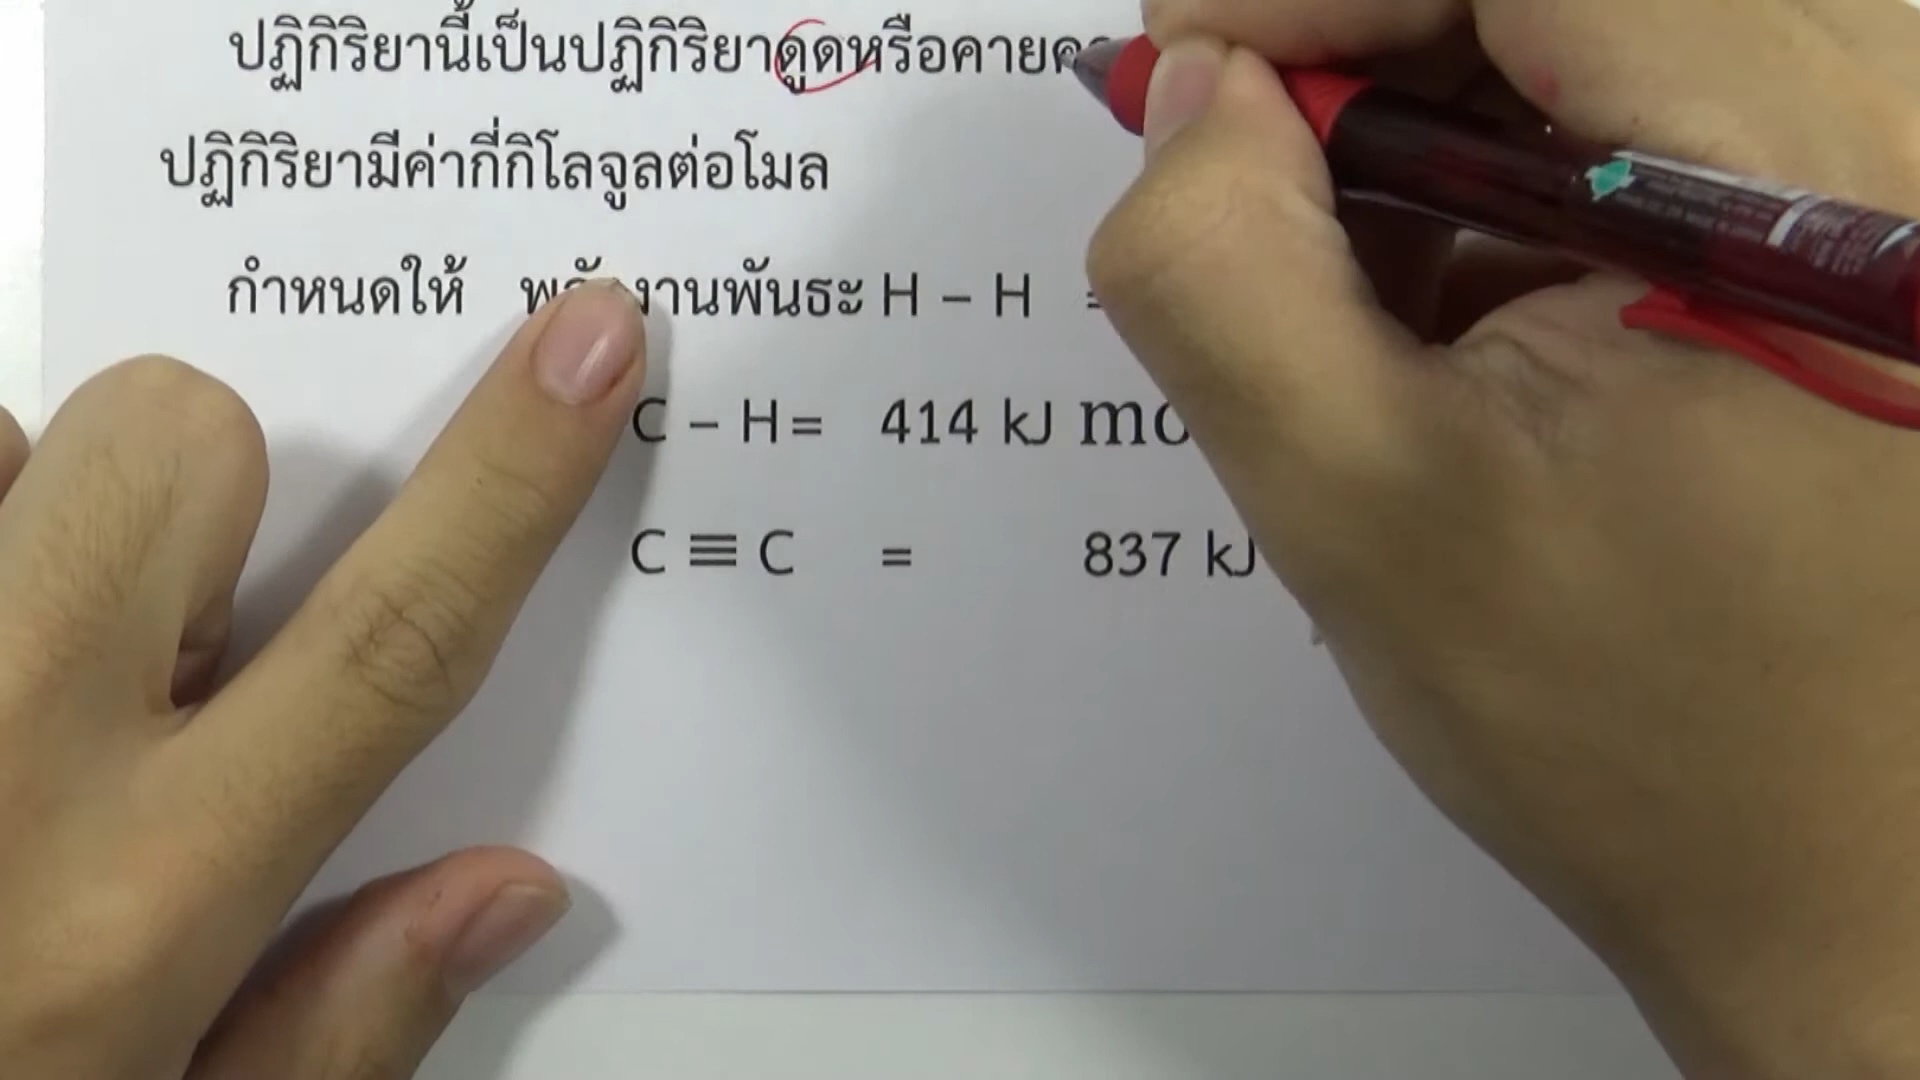 ปฏิกิริยานี้เป็นปฏิกิริยาดูดหรือคาย
ปฏิกิริยามีค่ากี่กิโลจูลต่อโมล
กำหนดให้ พลังงานพันธะ H – H =
C – H = 414 kJ
C ≡ C = 837 kJ